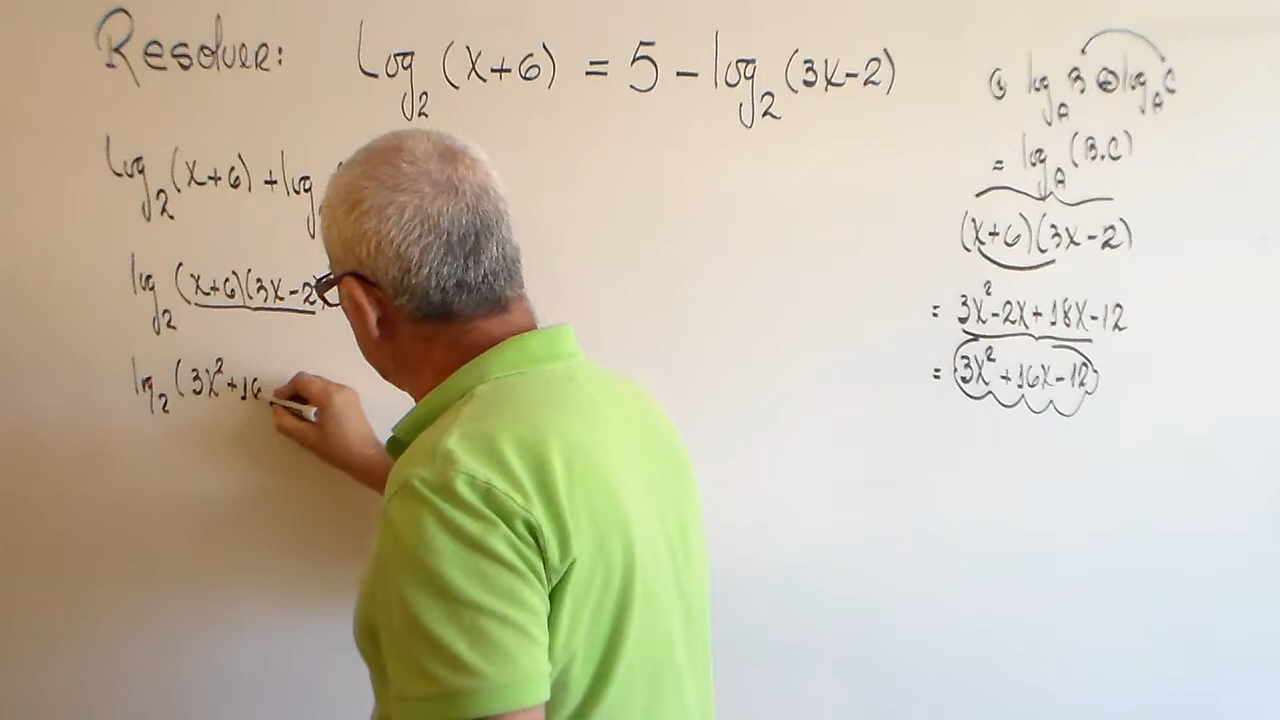 Resolver: Log₂(x+6) = 5 - log₂(3x-2)
log₂(x+6) + log
log₂(x+6)(3x-2
log₂(3x²+16
① log_A B ⊕ log_A C
= log_A (B.C)
(x+6)(3x-2)
= 3x²-2x+18x-12
= 3x²+16x-12